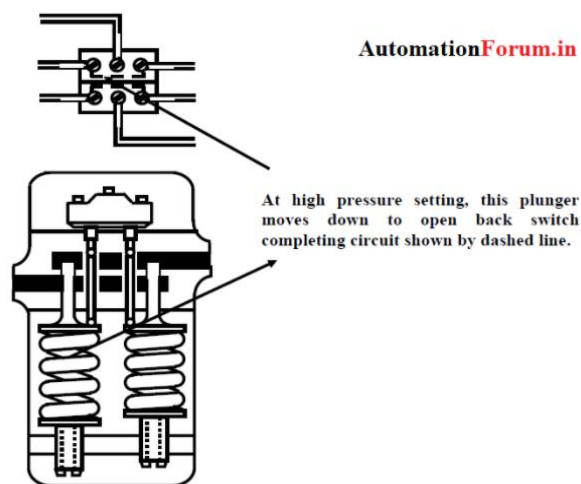 AutomationForum.in
At high pressure setting, this plunger
moves down to open back switch
completing circuit shown by dashed line.